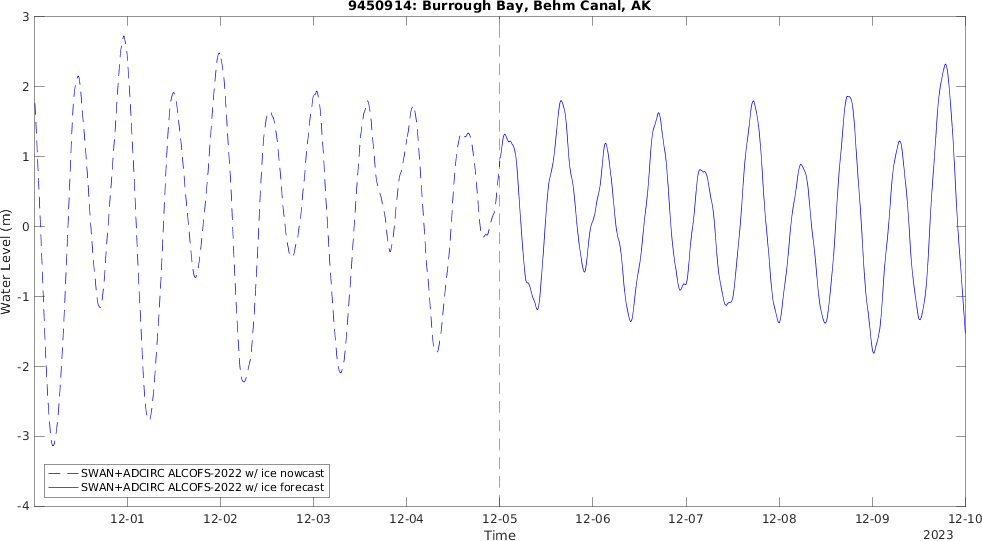 9450914: Burrough Bay, Behm Canal, AK
3
2
1
0
-1
-2
-3
-4
Water Level (m)
SWAN+ADCIRC ALCOFS-2022 w/ ice nowcast
SWAN+ADCIRC ALCOFS-2022 w/ ice forecast
12-01 12-02 12-03 12-04 12-05 12-06 12-07 12-08 12-09 12-10
Time
2023